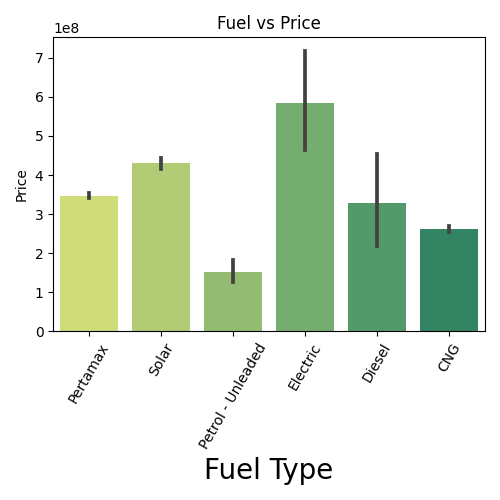 Fuel vs Price
1e8
7
6
5
4
3
2
1
0
Price
Pertamax
Solar
Petrol - Unleaded
Electric
Diesel
CNG
Fuel Type